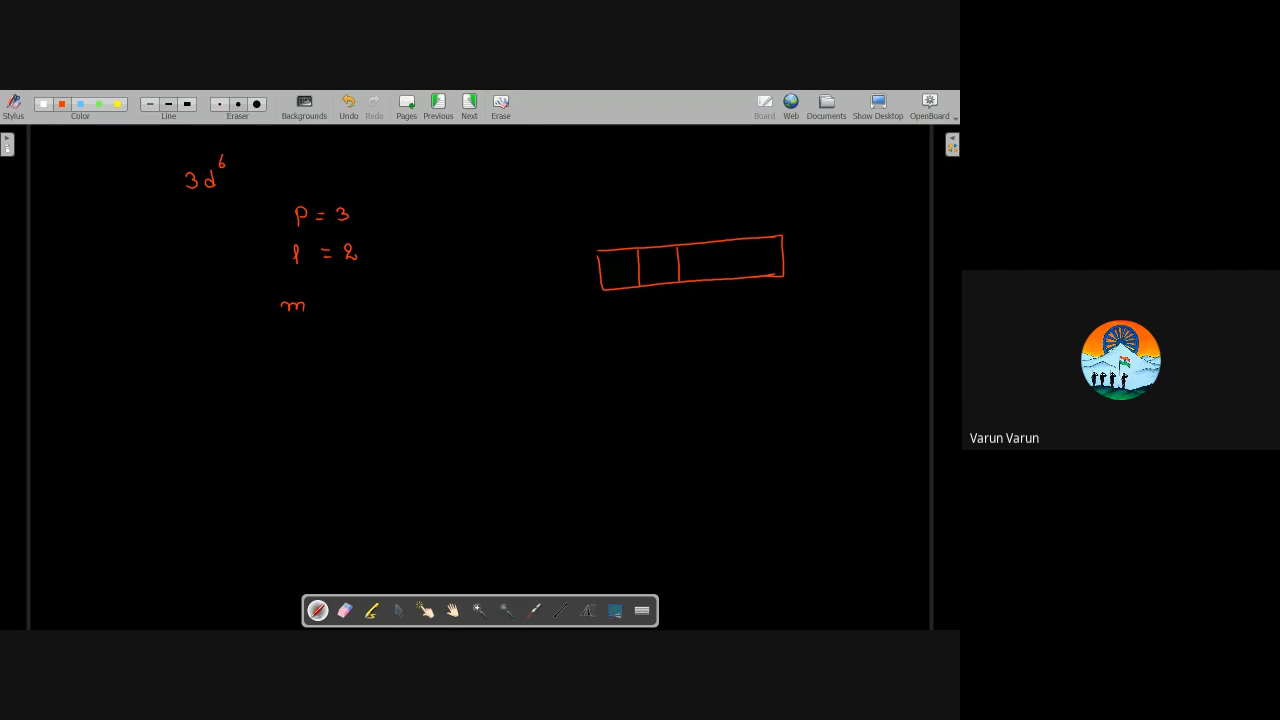 Stylus Color Line Eraser Backgrounds Undo Redo Pages Previous Next Erase Board Web Documents Show Desktop OpenBoard
3d⁶
p = 3
l = 2
m
Varun Varun